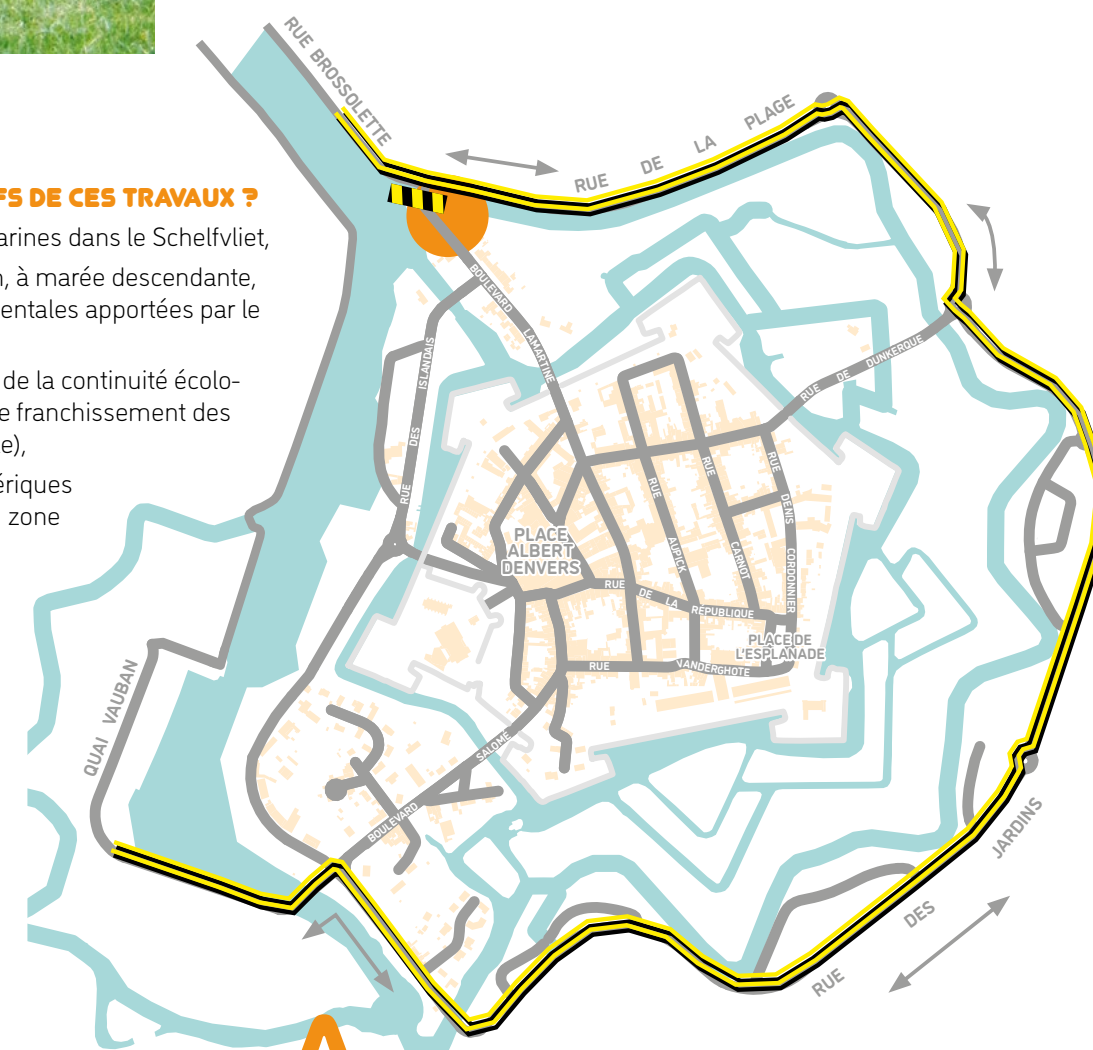 FS DE CES TRAVAUX ?
arines dans le Schelfvliet,
n, à marée descendante,
entales apportées par le
de la continuité écolo-
e franchissement des
e),
ériques
zone
RUE BROSSOLETTE
RUE DE LA PLAGE
BOULEVARD LAMARTINE
RUE DES ISLANDAIS
RUE DE DUNKERQUE
RUE AUPICK
RUE CARNOT
RUE DENIS CORDONNIER
PLACE
ALBERT
DENVERS
RUE DE LA RÉPUBLIQUE
PLACE DE
L'ESPLANADE
RUE VANDERGHOTE
QUAI VAUBAN
BOULEVARD SALOMÉ
RUE DES JARDINS